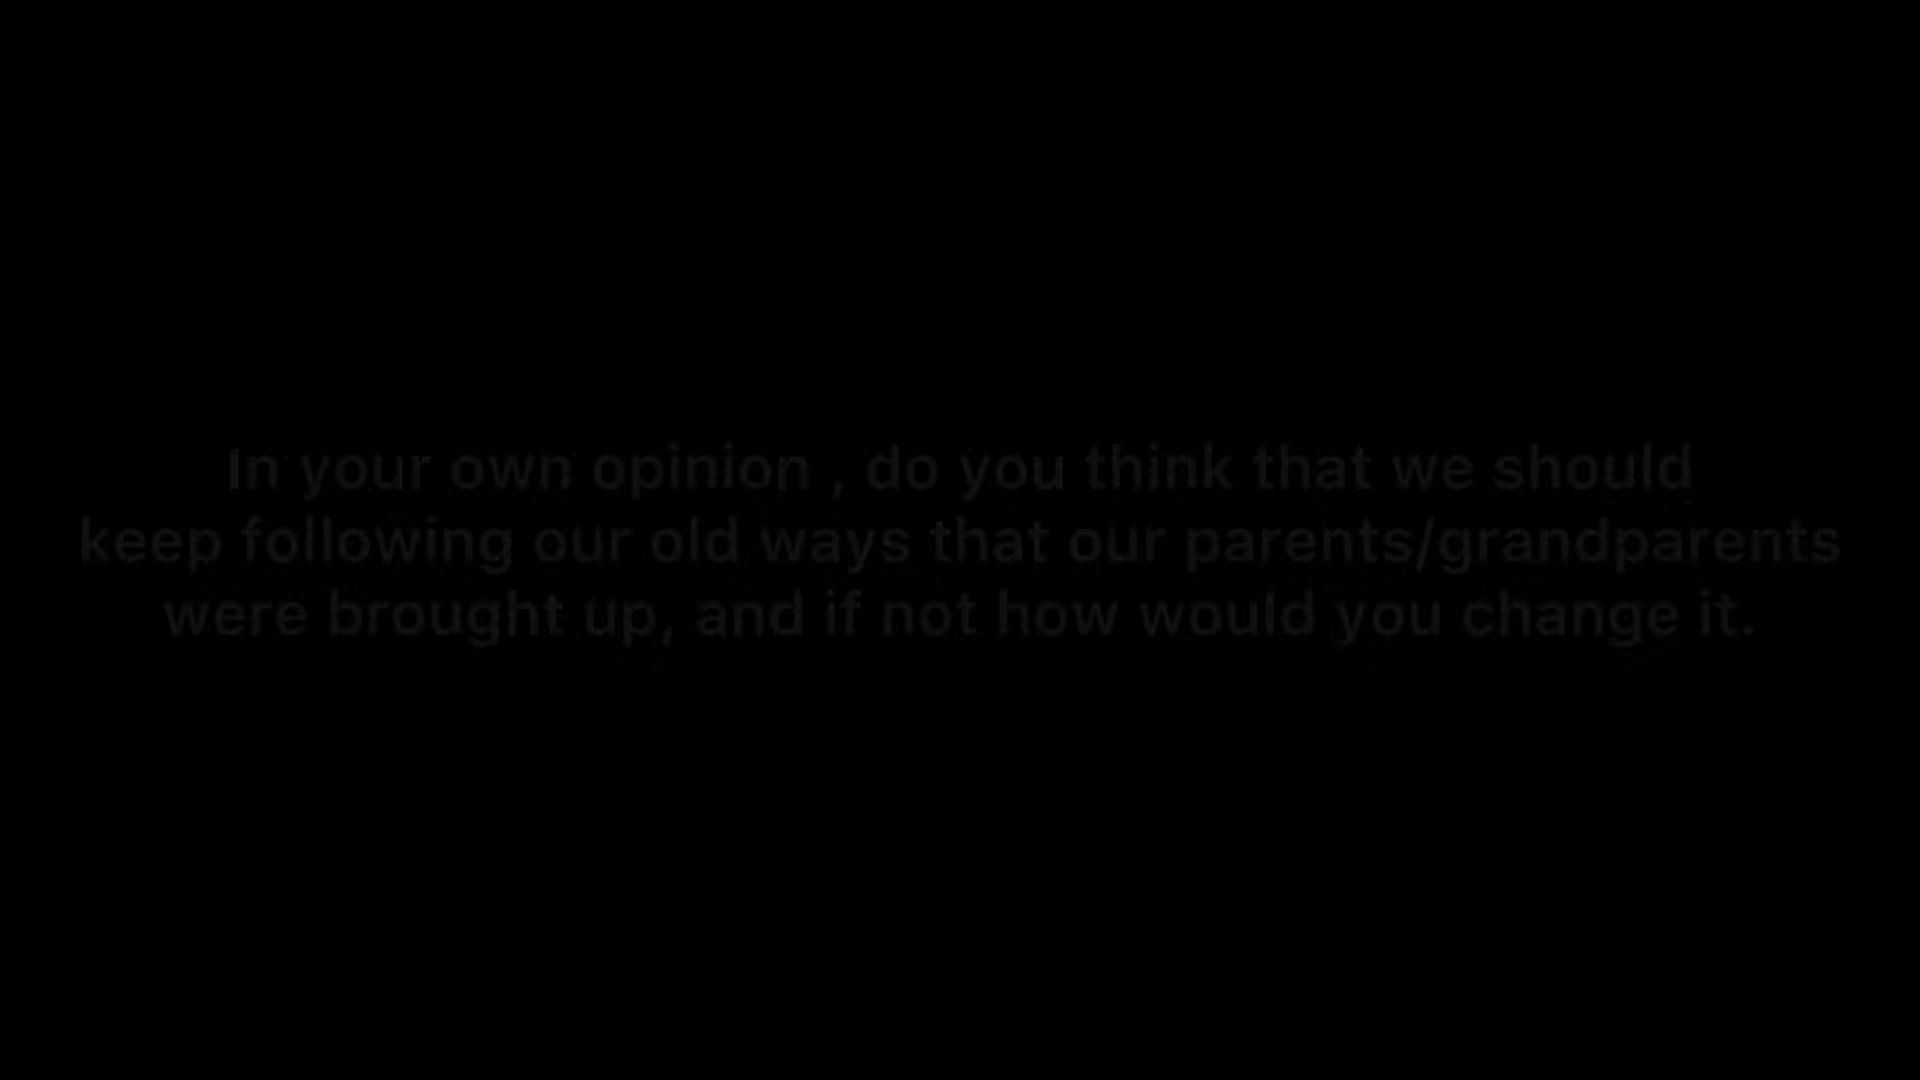 In your own opinion , do you think that we should
keep following our old ways that our parents/grandparents
were brought up, and if not how would you change it.